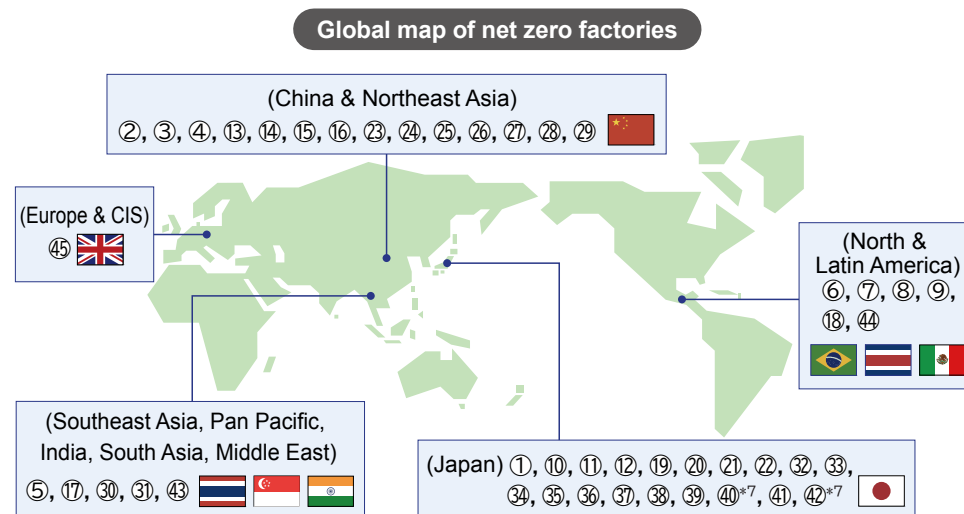 Global map of net zero factories
(China & Northeast Asia)
②, ③, ④, ⑬, ⑭, ⑮, ⑯, ㉓, ㉔, ㉕, ㉖, ㉗, ㉘, ㉙
(Europe & CIS)
㊺
(North &
Latin America)
⑥, ⑦, ⑧, ⑨,
⑱, ㊹
(Southeast Asia, Pan Pacific,
India, South Asia, Middle East)
⑤, ⑰, ㉚, ㉛, ㊸
(Japan) ①, ⑩, ⑪, ⑫, ⑲, ⑳, ㉑, ㉒, ㉜, ㉝,
㉞, ㉟, ㊱, ㊲, ㊳, ㊴, ㊵*7, ㊶, ㊷*7